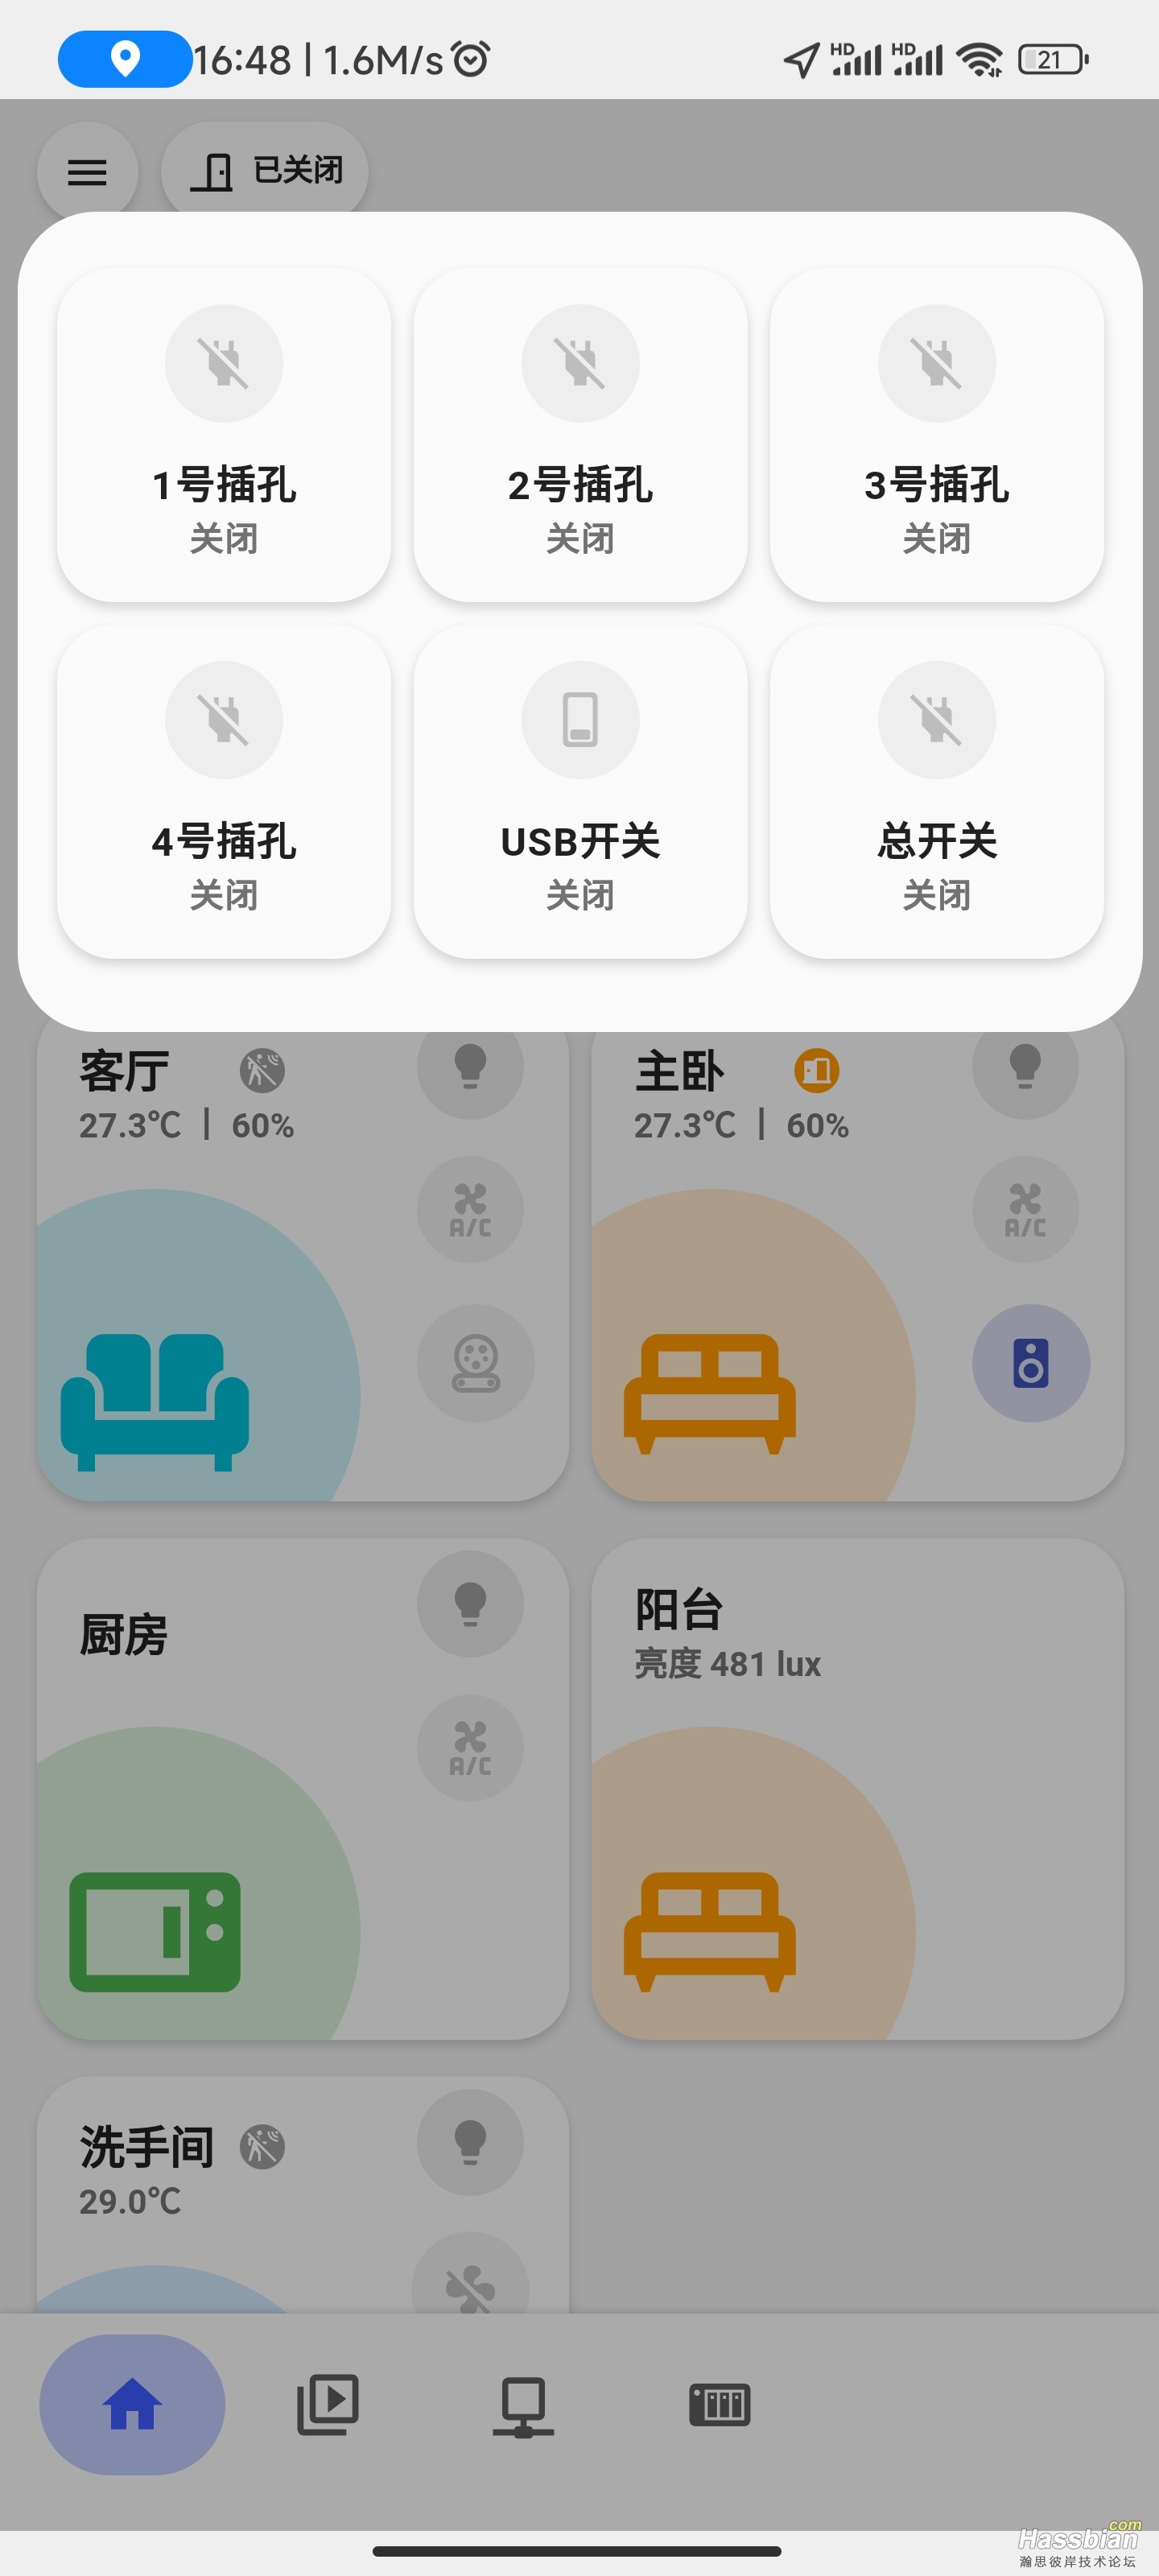 16:48 | 1.6M/s HD HD 21
已关闭
1号插孔 2号插孔 3号插孔
关闭 关闭 关闭
4号插孔 USB开关 总开关
关闭 关闭 关闭
客厅 主卧
27.3℃ | 60% 27.3℃ | 60%
A/C A/C
厨房 阳台
亮度 481 lux
A/C
洗手间
29.0℃
com
Hassbian
瀚思彼岸技术论坛